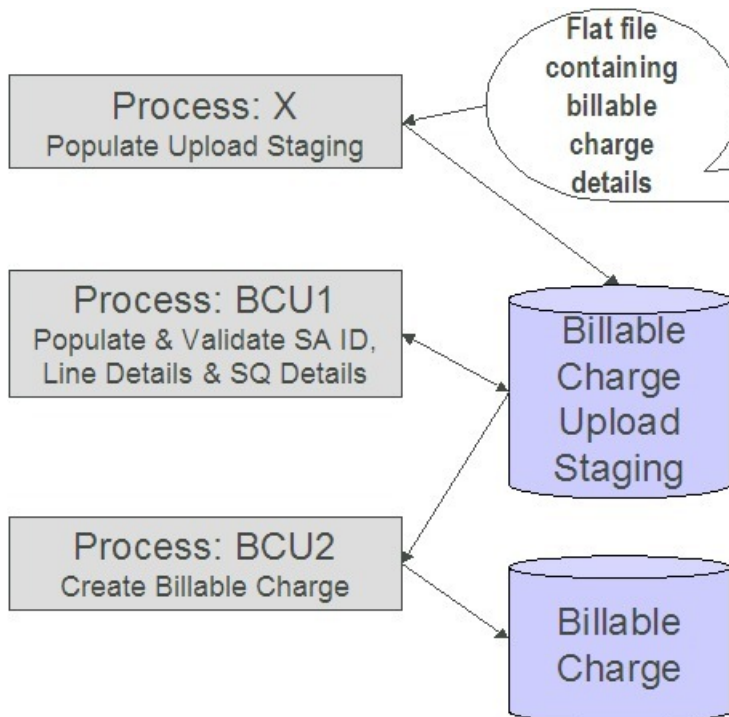 Flat file
containing
billable
charge
details
Process: X
Populate Upload Staging
Process: BCU1
Populate & Validate SA ID,
Line Details & SQ Details
Billable
Charge
Upload
Staging
Process: BCU2
Create Billable Charge
Billable
Charge